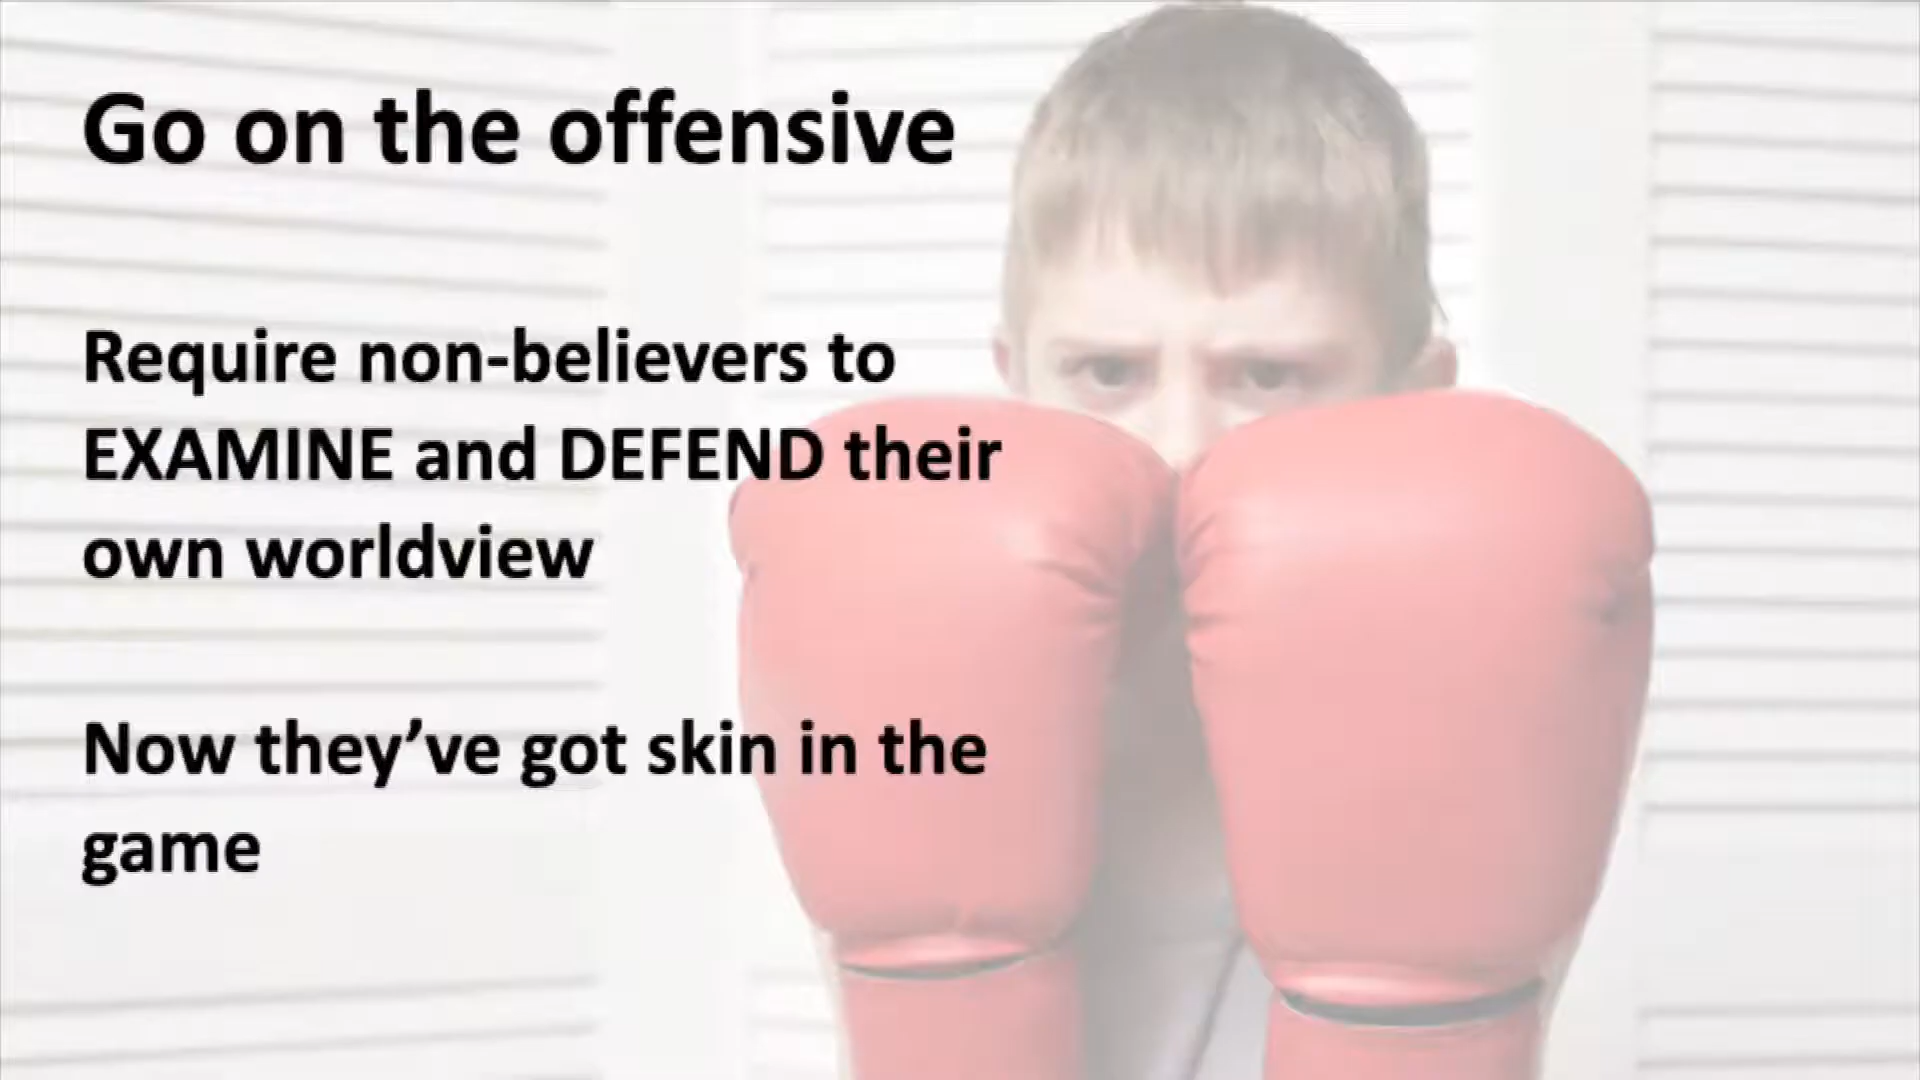 Go on the offensive
Require non-believers to
EXAMINE and DEFEND their
own worldview
Now they’ve got skin in the
game